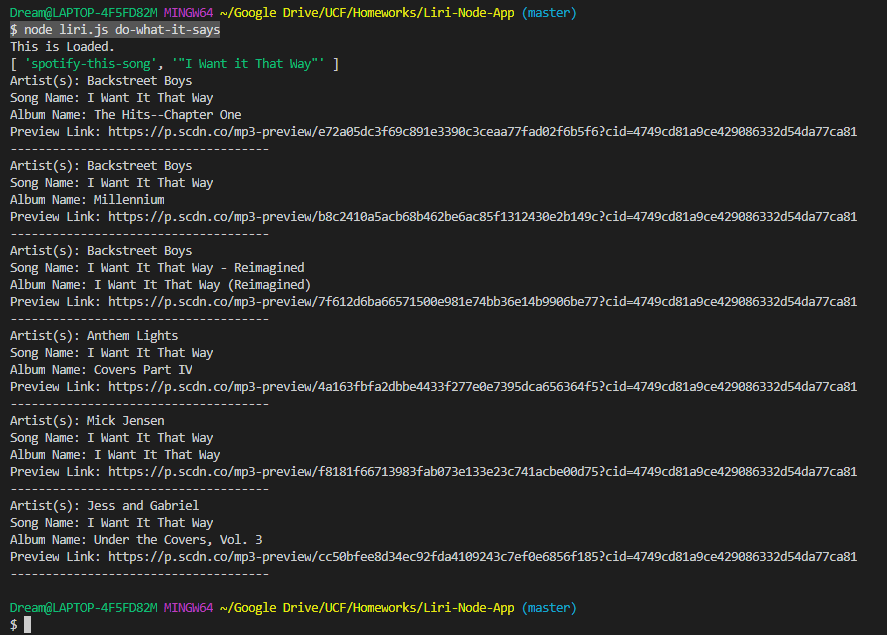 Dream@LAPTOP-4F5FD82M MINGW64 ~/Google Drive/UCF/Homeworks/Liri-Node-App (master)
$ node liri.js do-what-it-says
This is Loaded.
[ 'spotify-this-song', '"I Want it That Way"' ]
Artist(s): Backstreet Boys
Song Name: I Want It That Way
Album Name: The Hits--Chapter One
Preview Link: https://p.scdn.co/mp3-preview/e72a05dc3f69c891e3390c3ceaa77fad02f6b5f6?cid=4749cd81a9ce429086332d54da77ca81
-------------------------------------
Artist(s): Backstreet Boys
Song Name: I Want It That Way
Album Name: Millennium
Preview Link: https://p.scdn.co/mp3-preview/b8c2410a5acb68b462be6ac85f1312430e2b149c?cid=4749cd81a9ce429086332d54da77ca81
-------------------------------------
Artist(s): Backstreet Boys
Song Name: I Want It That Way - Reimagined
Album Name: I Want It That Way (Reimagined)
Preview Link: https://p.scdn.co/mp3-preview/7f612d6ba66571500e981e74bb36e14b9906be77?cid=4749cd81a9ce429086332d54da77ca81
-------------------------------------
Artist(s): Anthem Lights
Song Name: I Want It That Way
Album Name: Covers Part IV
Preview Link: https://p.scdn.co/mp3-preview/4a163fbfa2dbbe4433f277e0e7395dca656364f5?cid=4749cd81a9ce429086332d54da77ca81
-------------------------------------
Artist(s): Mick Jensen
Song Name: I Want It That Way
Album Name: I Want It That Way
Preview Link: https://p.scdn.co/mp3-preview/f8181f66713983fab073e133e23c741acbe00d75?cid=4749cd81a9ce429086332d54da77ca81
-------------------------------------
Artist(s): Jess and Gabriel
Song Name: I Want It That Way
Album Name: Under the Covers, Vol. 3
Preview Link: https://p.scdn.co/mp3-preview/cc50bfee8d34ec92fda4109243c7ef0e6856f185?cid=4749cd81a9ce429086332d54da77ca81
-------------------------------------
Dream@LAPTOP-4F5FD82M MINGW64 ~/Google Drive/UCF/Homeworks/Liri-Node-App (master)
$